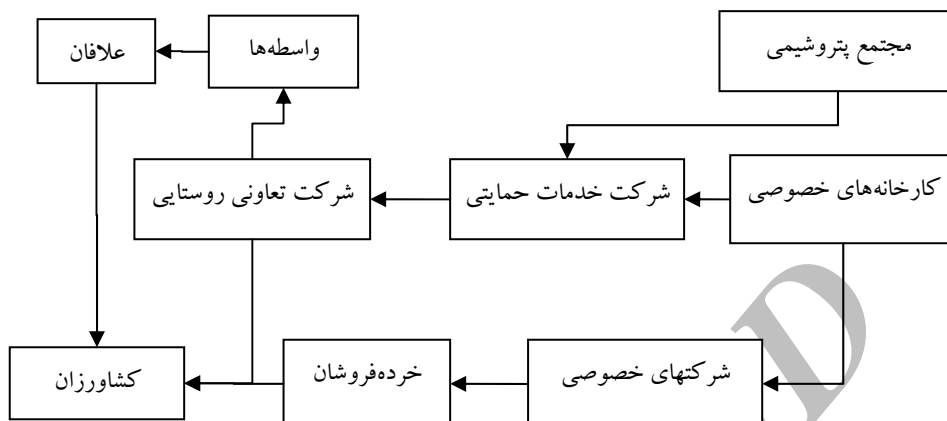 مجتمع پتروشیمی
واسطه‌ها
علافان
کارخانه‌های خصوصی
شرکت خدمات حمایتی
شرکت تعاونی روستایی
شرکتهای خصوصی
خرده‌فروشان
کشاورزان
D